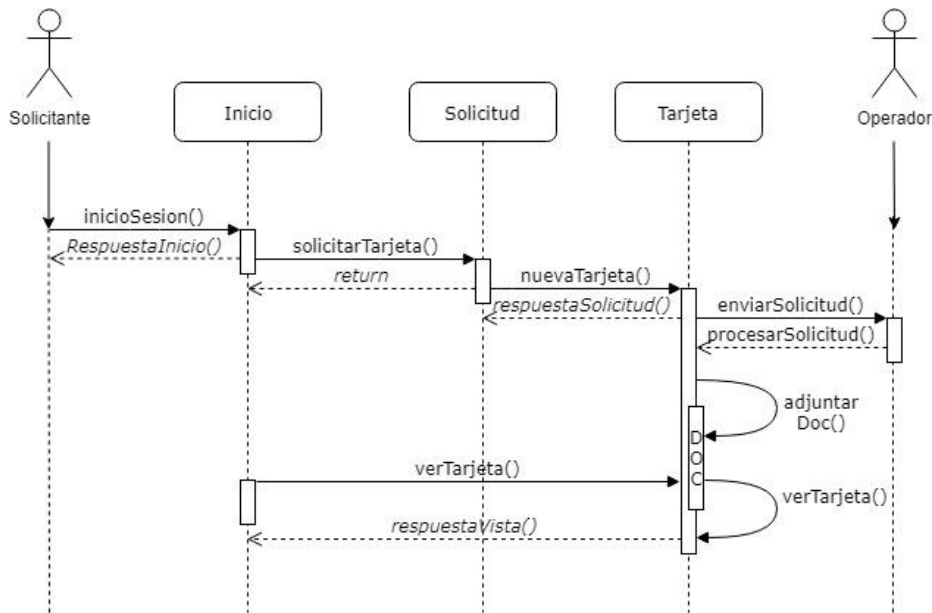 Solicitante
Inicio
Solicitud
Tarjeta
Operador
inicioSesion()
RespuestaInicio()
solicitarTarjeta()
return
nuevaTarjeta()
respuestaSolicitud()
enviarSolicitud()
procesarSolicitud()
adjuntar
Doc()
D
O
C
verTarjeta()
verTarjeta()
respuestaVista()